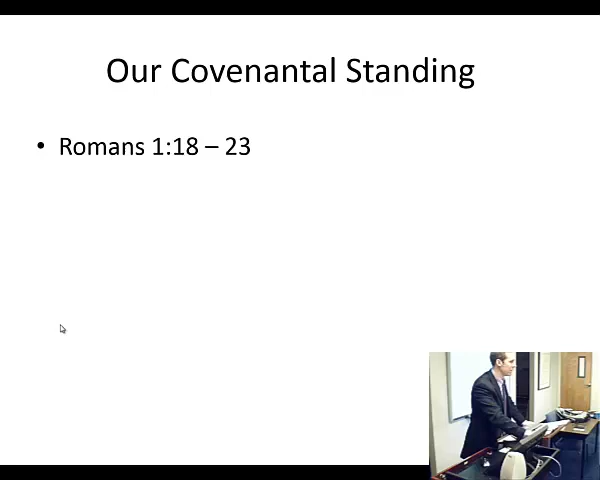 Our Covenantal Standing
• Romans 1:18 – 23